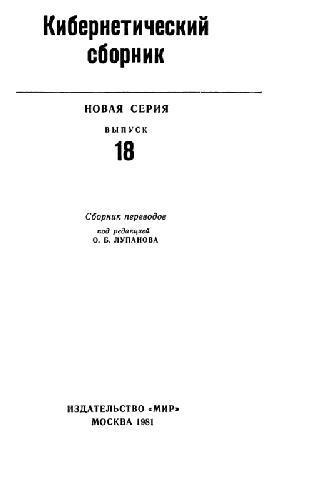 Кибернетический
сборник
НОВАЯ СЕРИЯ
ВЫПУСК
18
Сборник переводов
под редакцией
О. Б. ЛУПАНОВА
ИЗДАТЕЛЬСТВО «МИР»
МОСКВА 1981